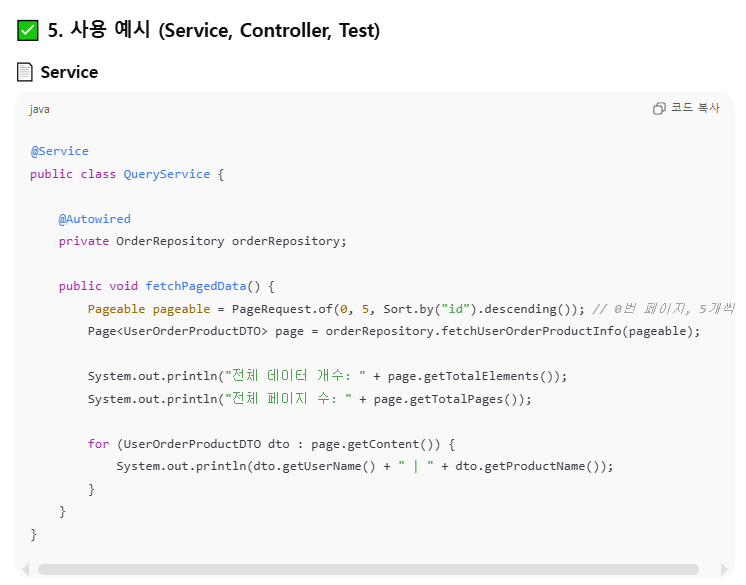 ✅ 5. 사용 예시 (Service, Controller, Test)
📄 Service
java
코드 복사
@Service
public class QueryService {
    @Autowired
    private OrderRepository orderRepository;
    public void fetchPagedData() {
        Pageable pageable = PageRequest.of(0, 5, Sort.by("id").descending()); // 0번 페이지, 5개씩
        Page<UserOrderProductDTO> page = orderRepository.fetchUserOrderProductInfo(pageable);
        System.out.println("전체 데이터 개수: " + page.getTotalElements());
        System.out.println("전체 페이지 수: " + page.getTotalPages());
        for (UserOrderProductDTO dto : page.getContent()) {
            System.out.println(dto.getUserName() + " | " + dto.getProductName());
        }
    }
}